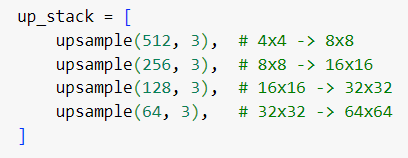 up_stack = [
    upsample(512, 3),  # 4x4 -> 8x8
    upsample(256, 3),  # 8x8 -> 16x16
    upsample(128, 3),  # 16x16 -> 32x32
    upsample(64, 3),   # 32x32 -> 64x64
]